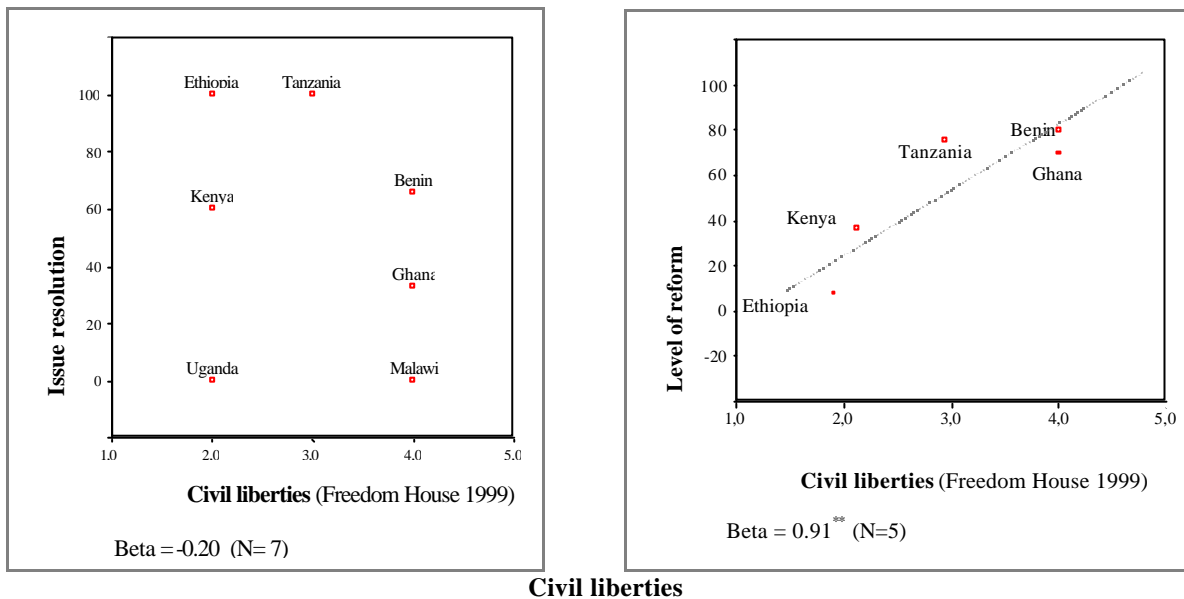 Issue resolution
100
80
60
40
20
0
Ethiopia
Tanzania
Kenya
Benin
Ghana
Uganda
Malawi
1.0 2.0 3.0 4.0 5.0
Civil liberties (Freedom House 1999)
Beta = -0.20 (N= 7)
Level of reform
100
80
60
40
20
0
-20
Benin
Tanzania
Ghana
Kenya
Ethiopia
1,0 2,0 3,0 4,0 5,0
Civil liberties (Freedom House 1999)
Beta = 0.91** (N=5)
Civil liberties